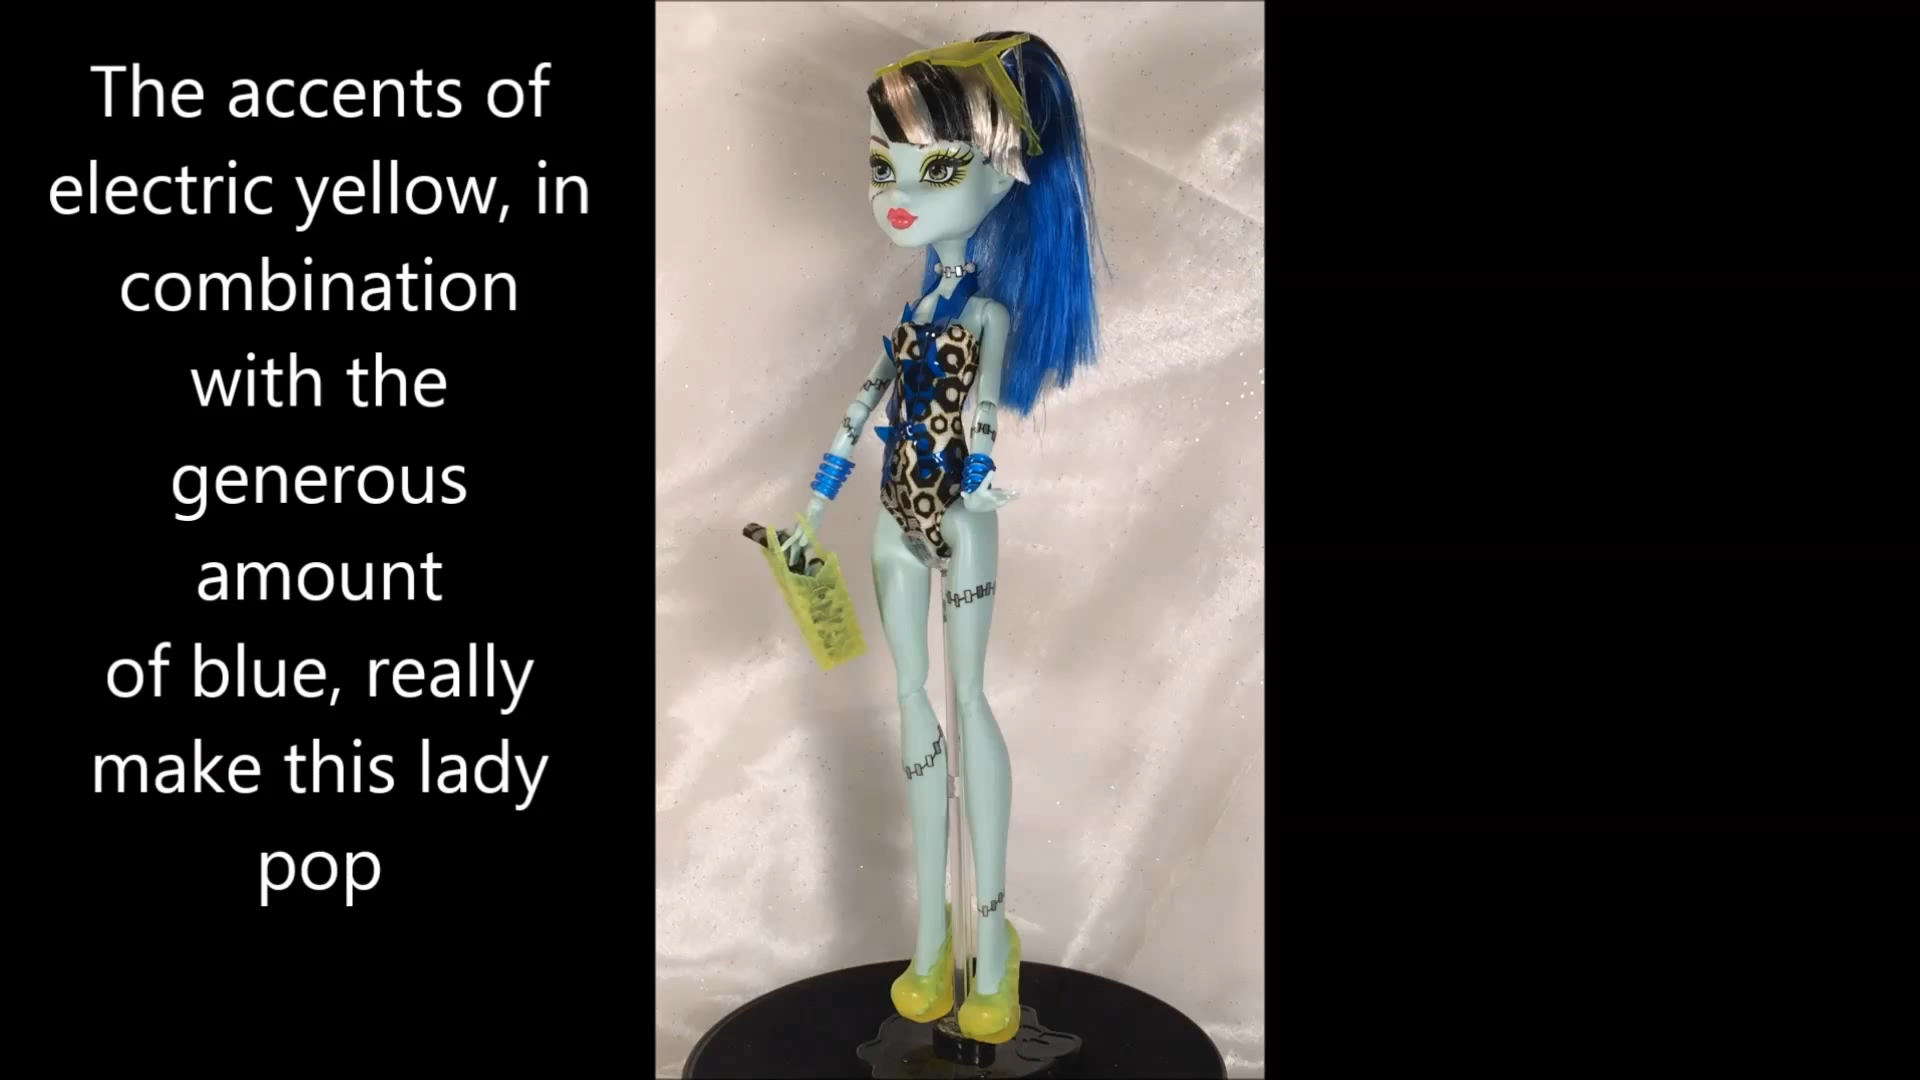 The accents of
electric yellow, in
combination
with the
generous
amount
of blue, really
make this lady
pop